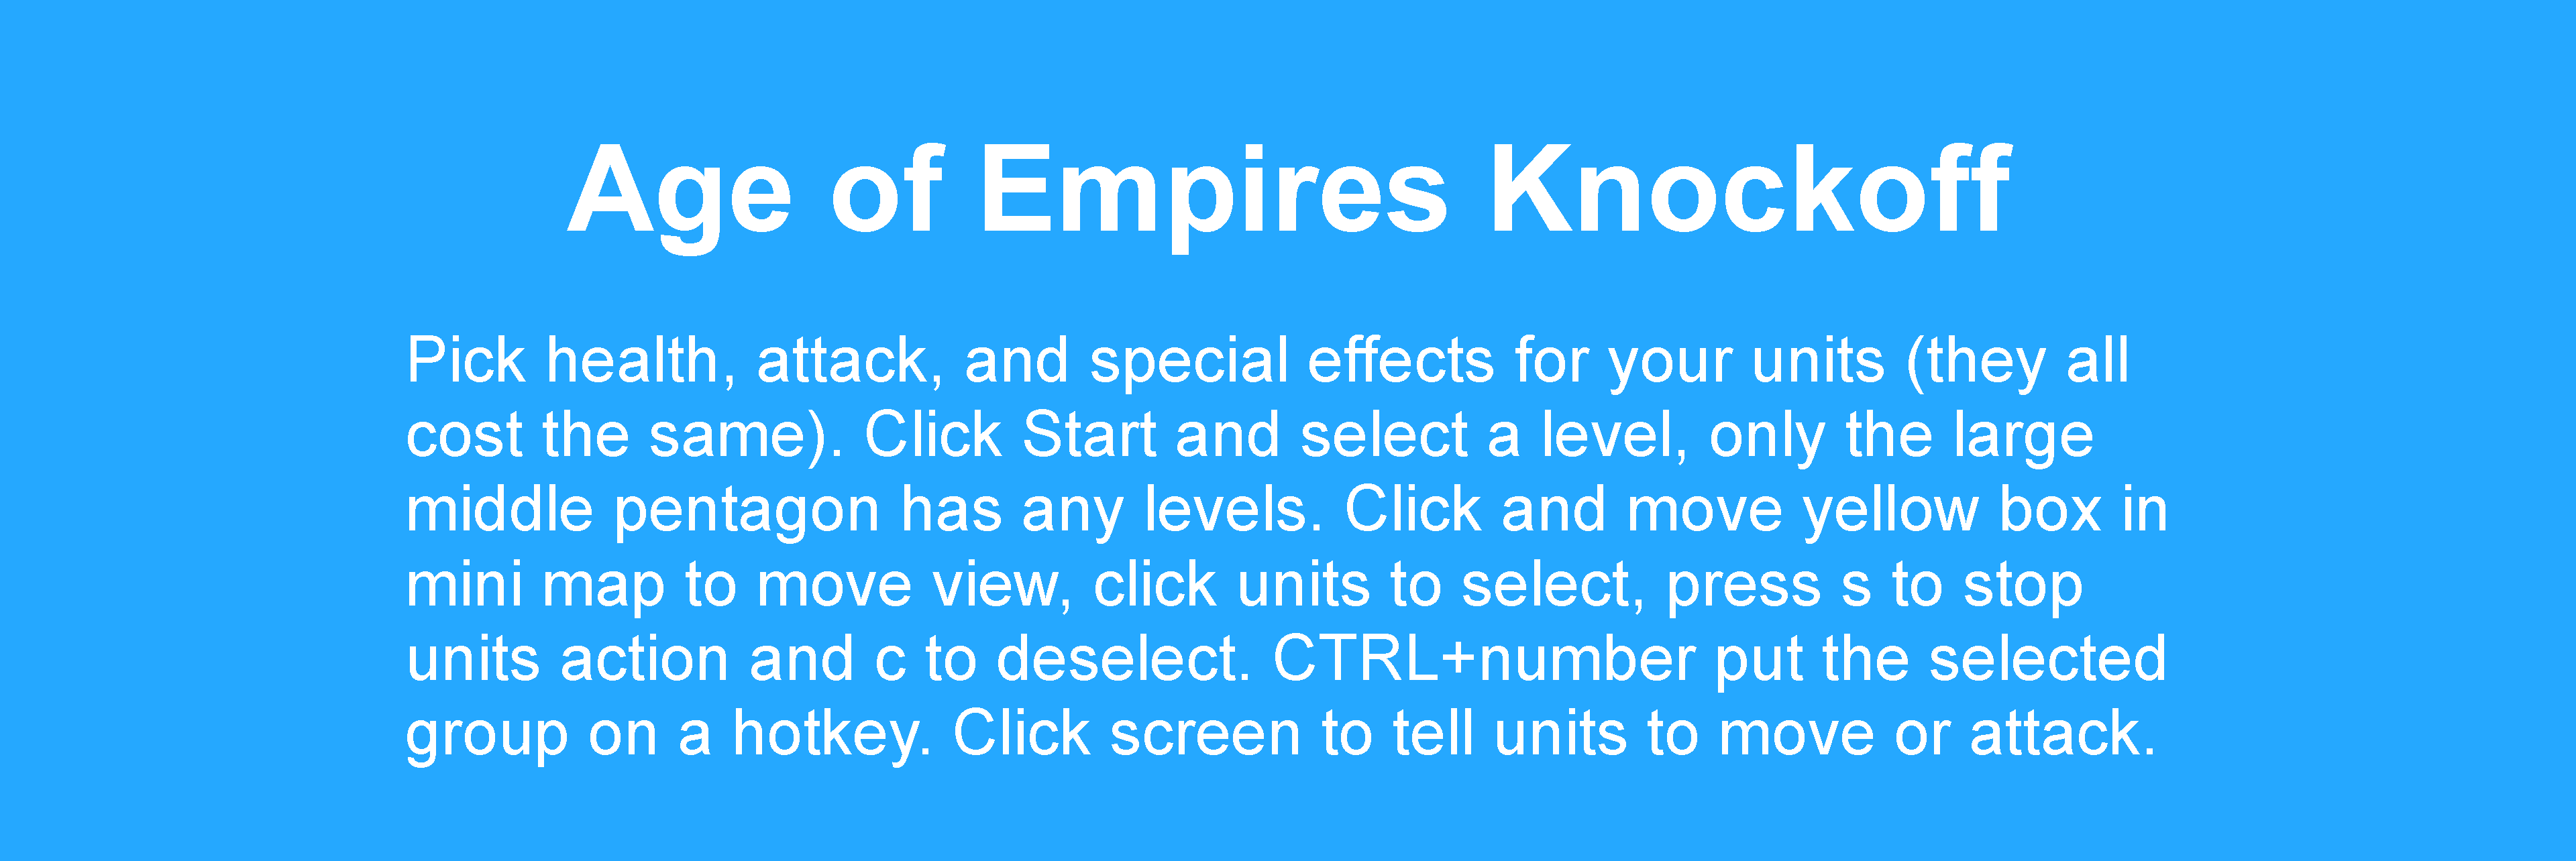 Age of Empires Knockoff
Pick health, attack, and special effects for your units (they all
cost the same). Click Start and select a level, only the large
middle pentagon has any levels. Click and move yellow box in
mini map to move view, click units to select, press s to stop
units action and c to deselect. CTRL+number put the selected
group on a hotkey. Click screen to tell units to move or attack.